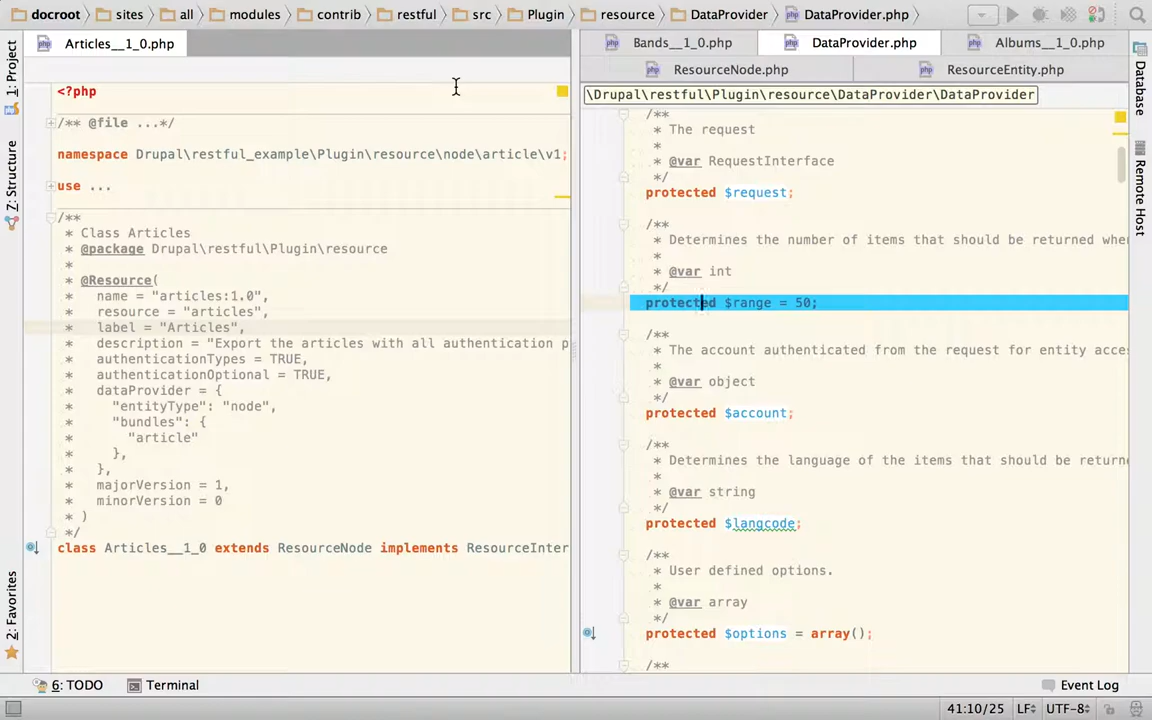 docroot sites all modules contrib restful src Plugin resource DataProvider DataProvider.php
1: Project
Z: Structure
2: Favorites
Articles__1_0.php
<?php
/** @file ...*/
namespace Drupal\restful_example\Plugin\resource\node\article\v1;
use ...
/**
* Class Articles
* @package Drupal\restful\Plugin\resource
*
* @Resource(
*   name = "articles:1.0",
*   resource = "articles",
*   label = "Articles",
*   description = "Export the articles with all authentication p
*   authenticationTypes = TRUE,
*   authenticationOptional = TRUE,
*   dataProvider = {
*     "entityType": "node",
*     "bundles": {
*       "article"
*     },
*   },
*   majorVersion = 1,
*   minorVersion = 0
* )
*/
class Articles__1_0 extends ResourceNode implements ResourceInter
Bands__1_0.php DataProvider.php Albums__1_0.php
ResourceNode.php ResourceEntity.php
\Drupal\restful\Plugin\resource\DataProvider\DataProvider
/**
* The request
*
* @var RequestInterface
*/
protected $request;
/**
* Determines the number of items that should be returned whe
*
* @var int
*/
protected $range = 50;
/**
* The account authenticated from the request for entity acce
*
* @var object
*/
protected $account;
/**
* Determines the language of the items that should be return
*
* @var string
*/
protected $langcode;
/**
* User defined options.
*
* @var array
*/
protected $options = array();
/**
Database
Remote Host
6: TODO Terminal Event Log
41:10/25 LF UTF-8